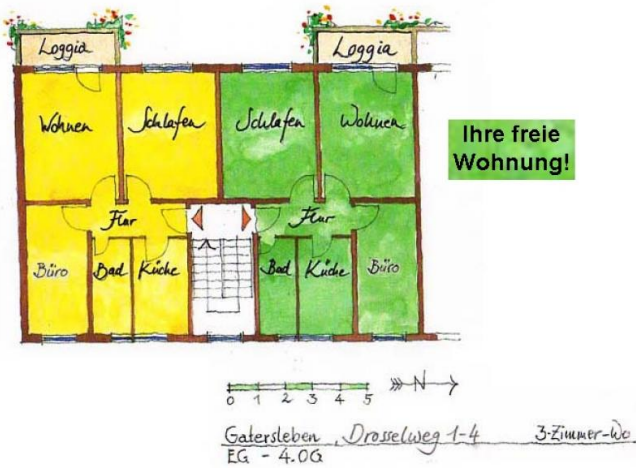 Loggia Loggia
Wohnen Schlafen Schlafen Wohnen
Ihre freie
Wohnung!
Flur Flur
Büro Bad Küche Bad Küche Büro
0 1 2 3 4 5 N
Gatersleben, Drosselweg 1-4 3-Zimmer-Wo
EG - 4.OG